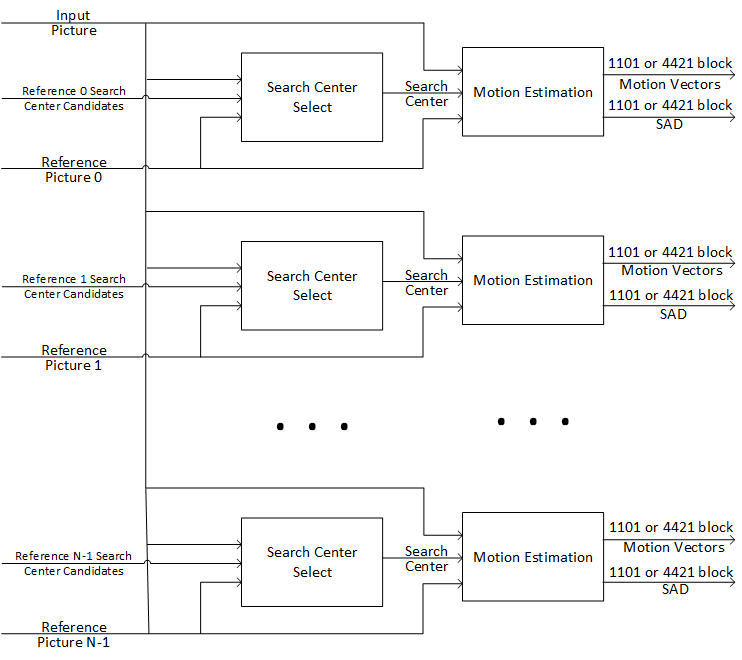 Input
Picture
Reference 0 Search
Center Candidates
Reference
Picture 0
Search Center
Select
Search
Center
Motion Estimation
1101 or 4421 block
Motion Vectors
1101 or 4421 block
SAD
Reference 1 Search
Center Candidates
Reference
Picture 1
Search Center
Select
Search
Center
Motion Estimation
1101 or 4421 block
Motion Vectors
1101 or 4421 block
SAD
Reference N-1 Search
Center Candidates
Reference
Picture N-1
Search Center
Select
Search
Center
Motion Estimation
1101 or 4421 block
Motion Vectors
1101 or 4421 block
SAD